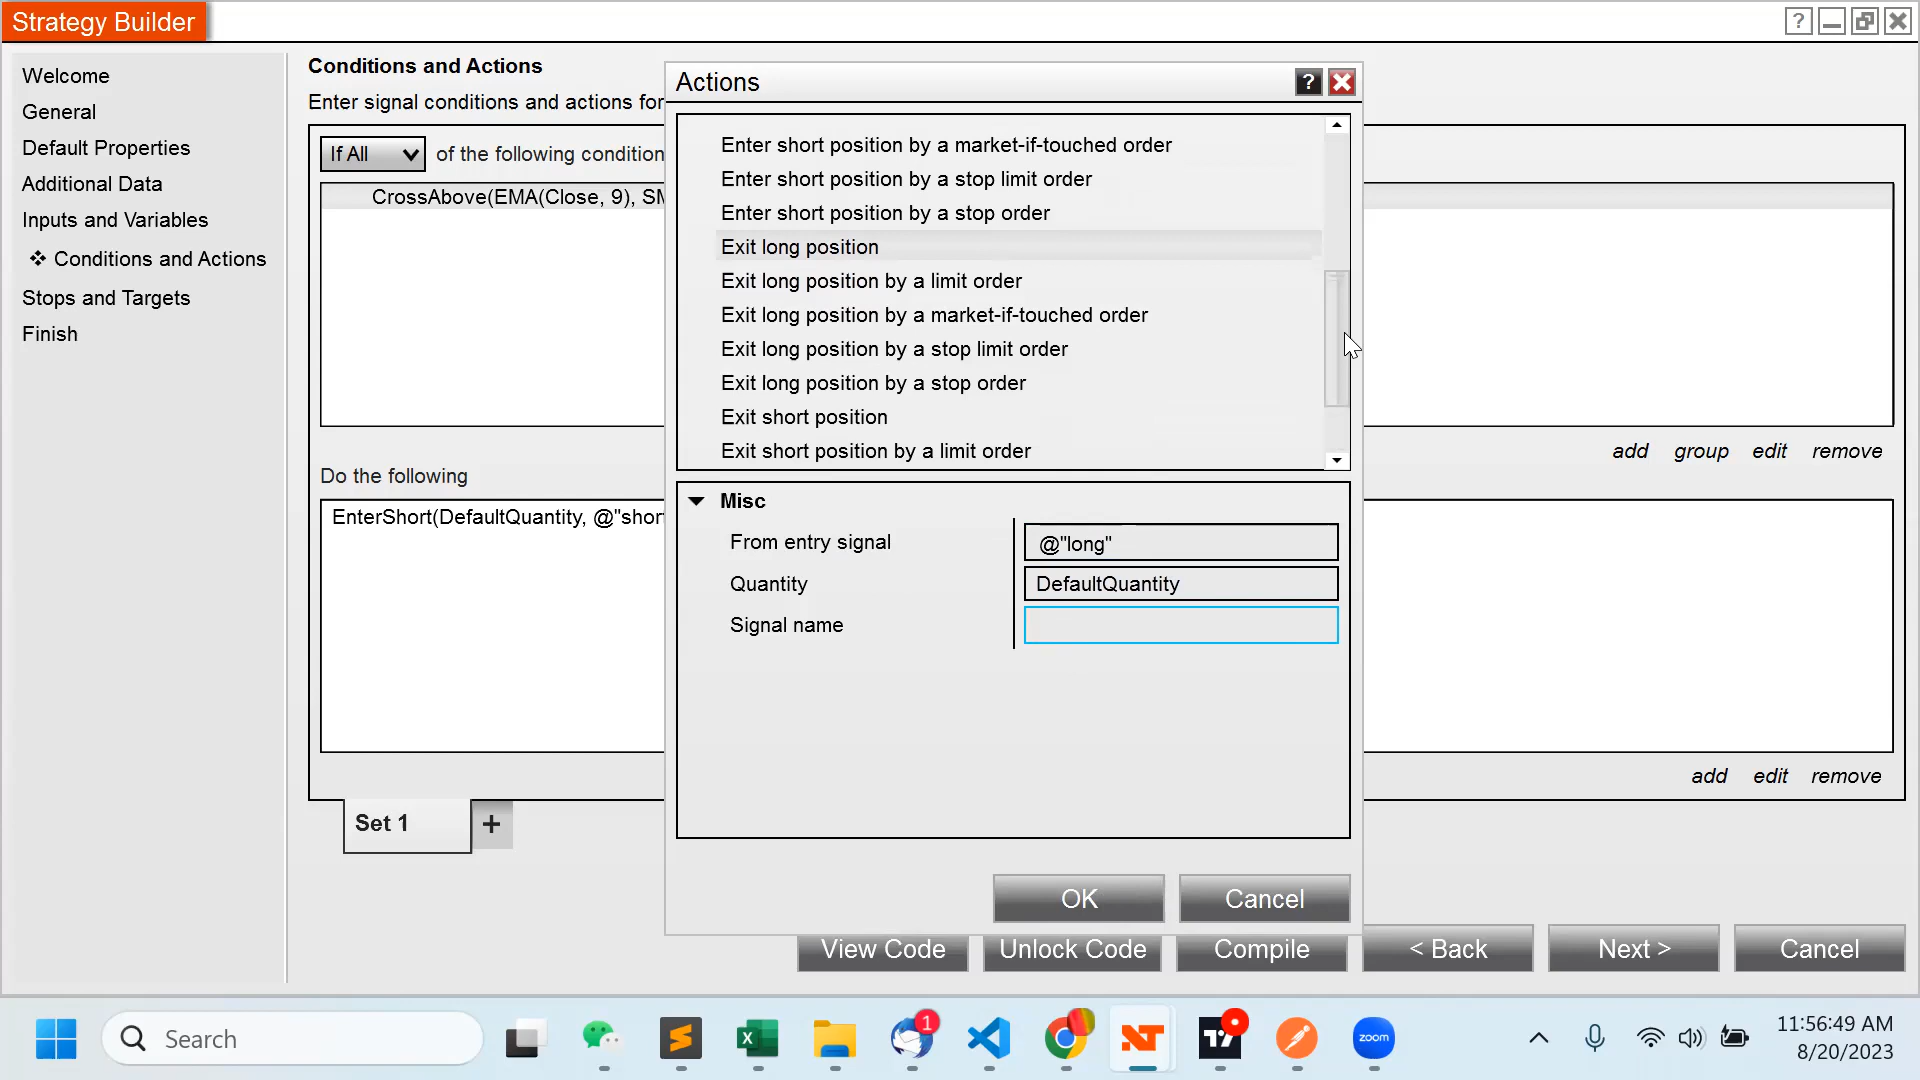 Strategy Builder
?
Welcome
General
Default Properties
Additional Data
Inputs and Variables
❖ Conditions and Actions
Stops and Targets
Finish
Conditions and Actions
Enter signal conditions and actions for
If All
of the following condition
CrossAbove(EMA(Close, 9), SM
add group edit remove
Do the following
EnterShort(DefaultQuantity, @"shor
add edit remove
Set 1
+
Actions
?
Enter short position by a market-if-touched order
Enter short position by a stop limit order
Enter short position by a stop order
Exit long position
Exit long position by a limit order
Exit long position by a market-if-touched order
Exit long position by a stop limit order
Exit long position by a stop order
Exit short position
Exit short position by a limit order
Misc
From entry signal
@"long"
Quantity
DefaultQuantity
Signal name
OK
Cancel
View Code
Unlock Code
Compile
< Back
Next >
Cancel
Search
1
zoom
11:56:49 AM
8/20/2023